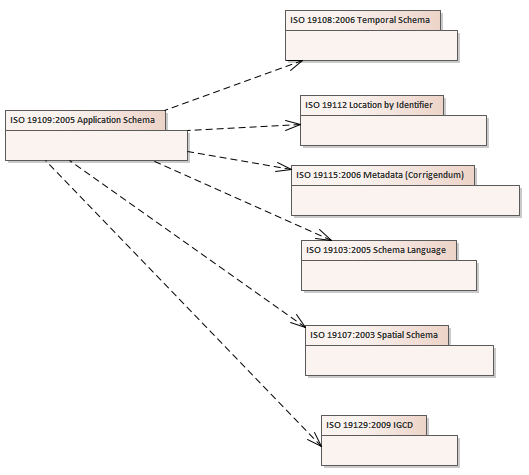 ISO 19108:2006 Temporal Schema
ISO 19112 Location by Identifier
ISO 19109:2005 Application Schema
ISO 19115:2006 Metadata (Corrigendum)
ISO 19103:2005 Schema Language
ISO 19107:2003 Spatial Schema
ISO 19129:2009 IGCD